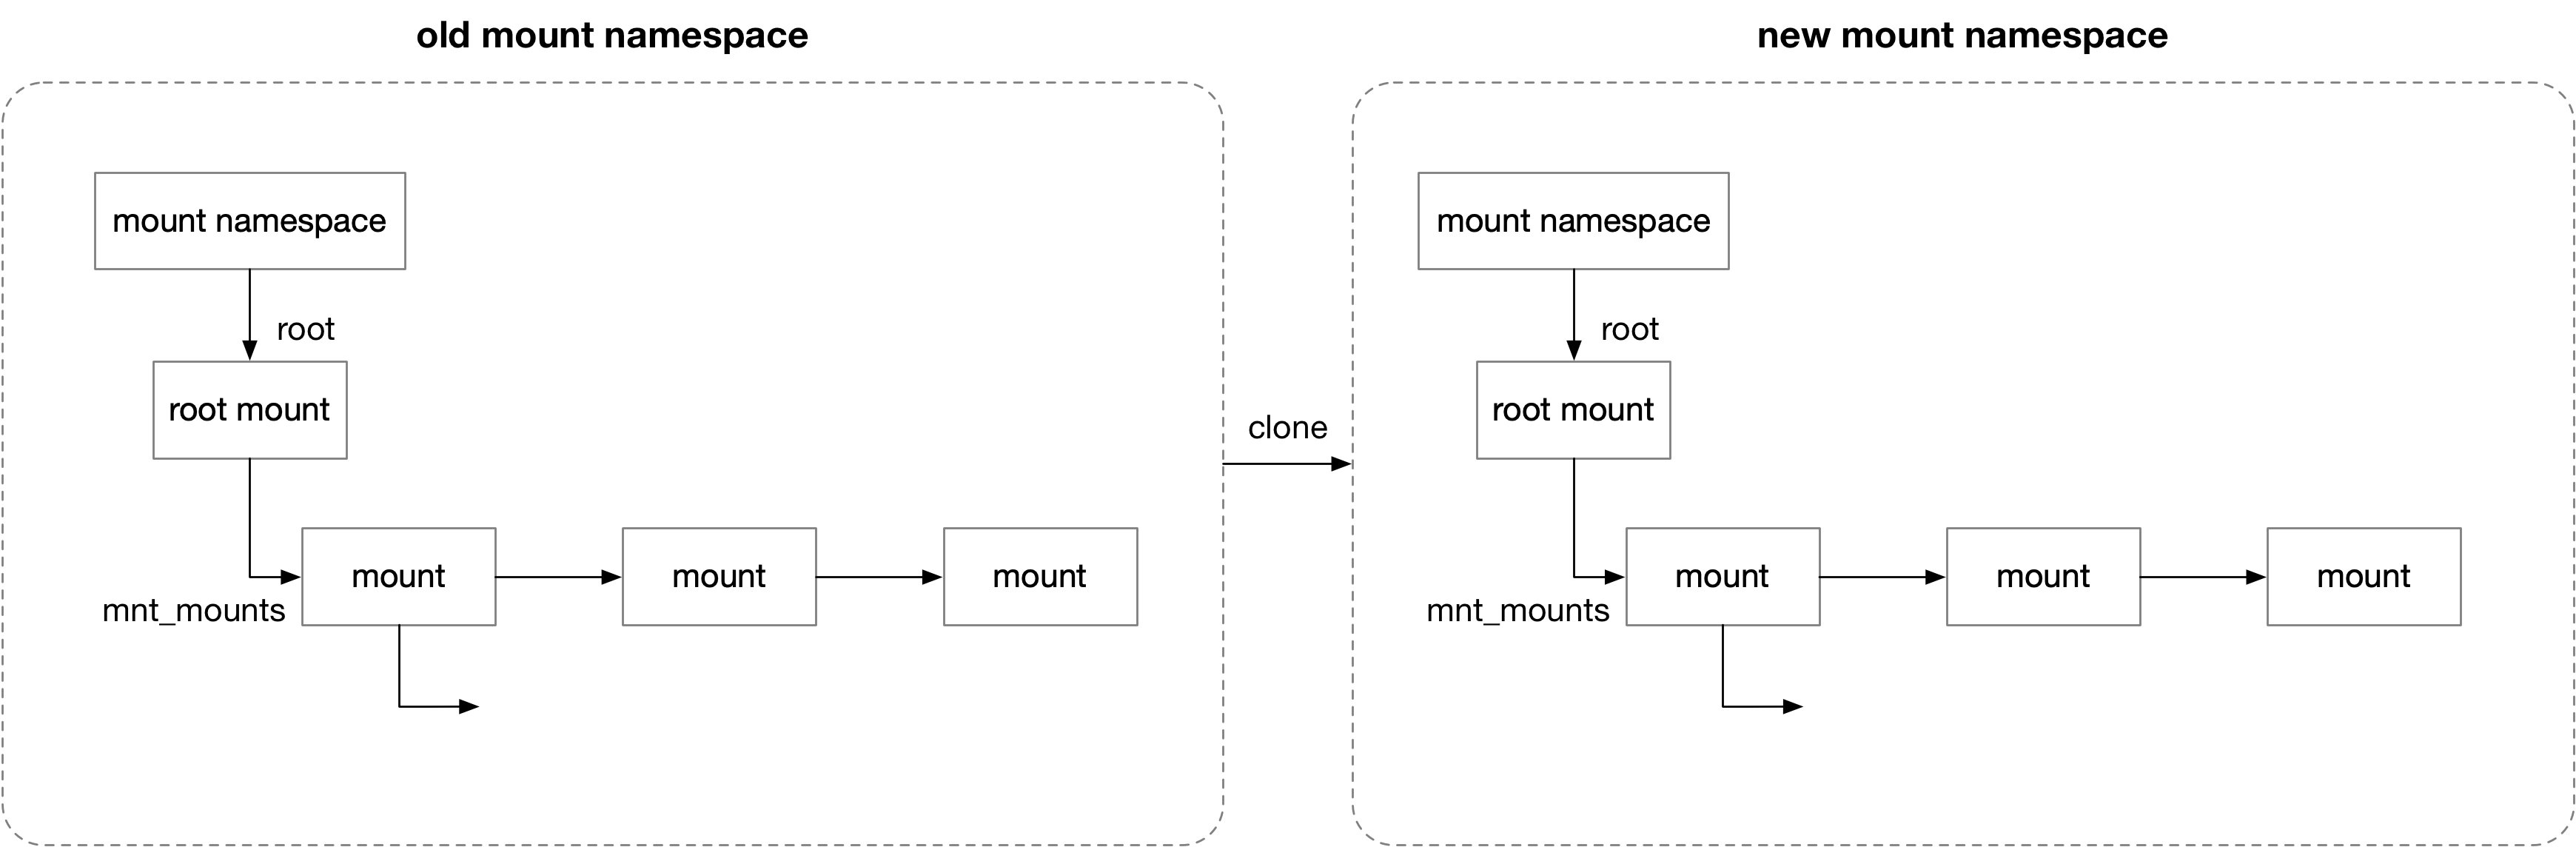 old mount namespace
mount namespace
root
root mount
mount
mount
mount
mnt_mounts
clone
new mount namespace
mount namespace
root
root mount
mount
mount
mount
mnt_mounts